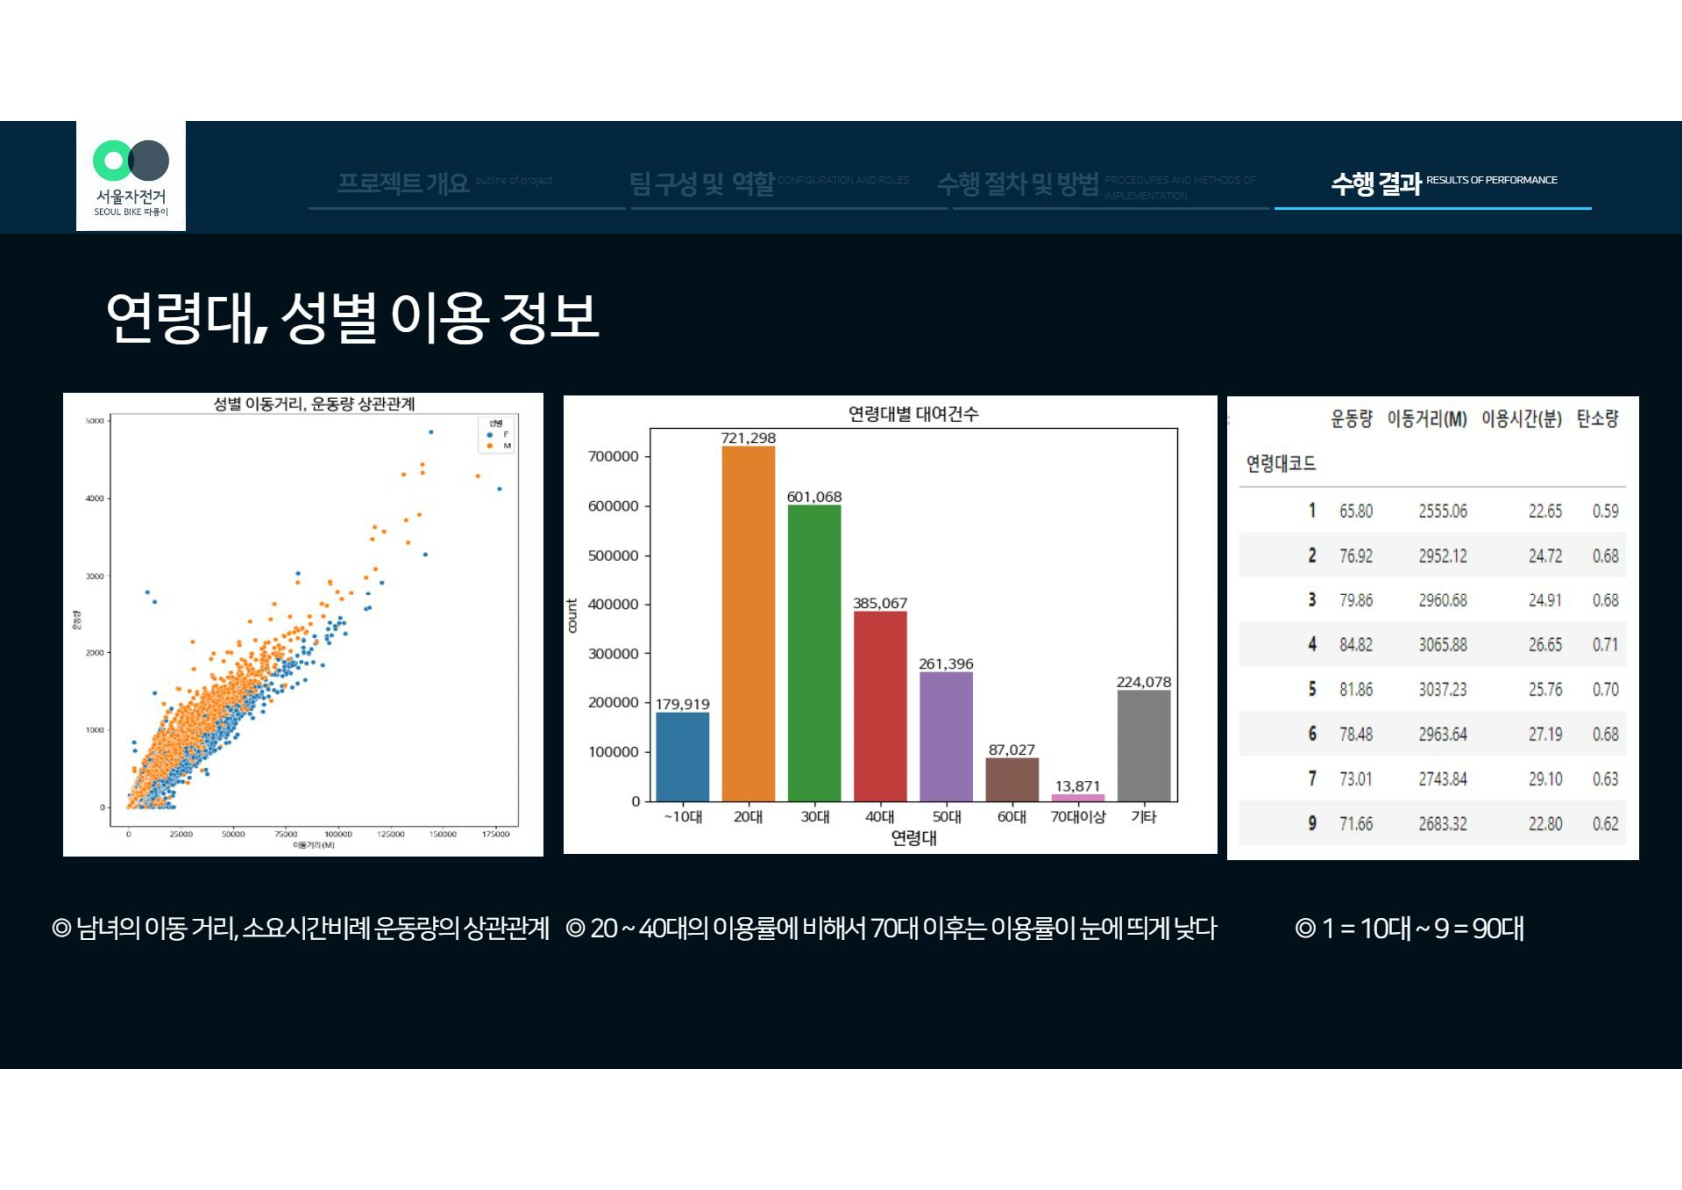 서울자전거
SEOUL BIKE 따릉이
프로젝트 개요 outline of project
팀 구성 및 역할 CONFIGURATION AND ROLES
수행 절차 및 방법 PROCEDURES AND METHODS OF
IMPLEMENTATION
수행 결과 RESULTS OF PERFORMANCE
연령대, 성별 이용 정보
성별 이동거리, 운동량 상관관계
성별
F
M
5000
4000
3000
2000
1000
0
운동량
0 25000 50000 75000 100000 125000 150000 175000
이동거리(M)
연령대별 대여건수
700000
600000
500000
400000
300000
200000
100000
0
count
179,919
721,298
601,068
385,067
261,396
87,027
13,871
224,078
~10대 20대 30대 40대 50대 60대 70대이상 기타
연령대
운동량 이동거리(M) 이용시간(분) 탄소량
연령대코드
1 65.80 2555.06 22.65 0.59
2 76.92 2952.12 24.72 0.68
3 79.86 2960.68 24.91 0.68
4 84.82 3065.88 26.65 0.71
5 81.86 3037.23 25.76 0.70
6 78.48 2963.64 27.19 0.68
7 73.01 2743.84 29.10 0.63
9 71.66 2683.32 22.80 0.62
◎ 남녀의 이동 거리, 소요시간비례 운동량의 상관관계
◎ 20 ~ 40대의 이용률에 비해서 70대 이후는 이용률이 눈에 띄게 낮다
◎ 1 = 10대 ~ 9 = 90대